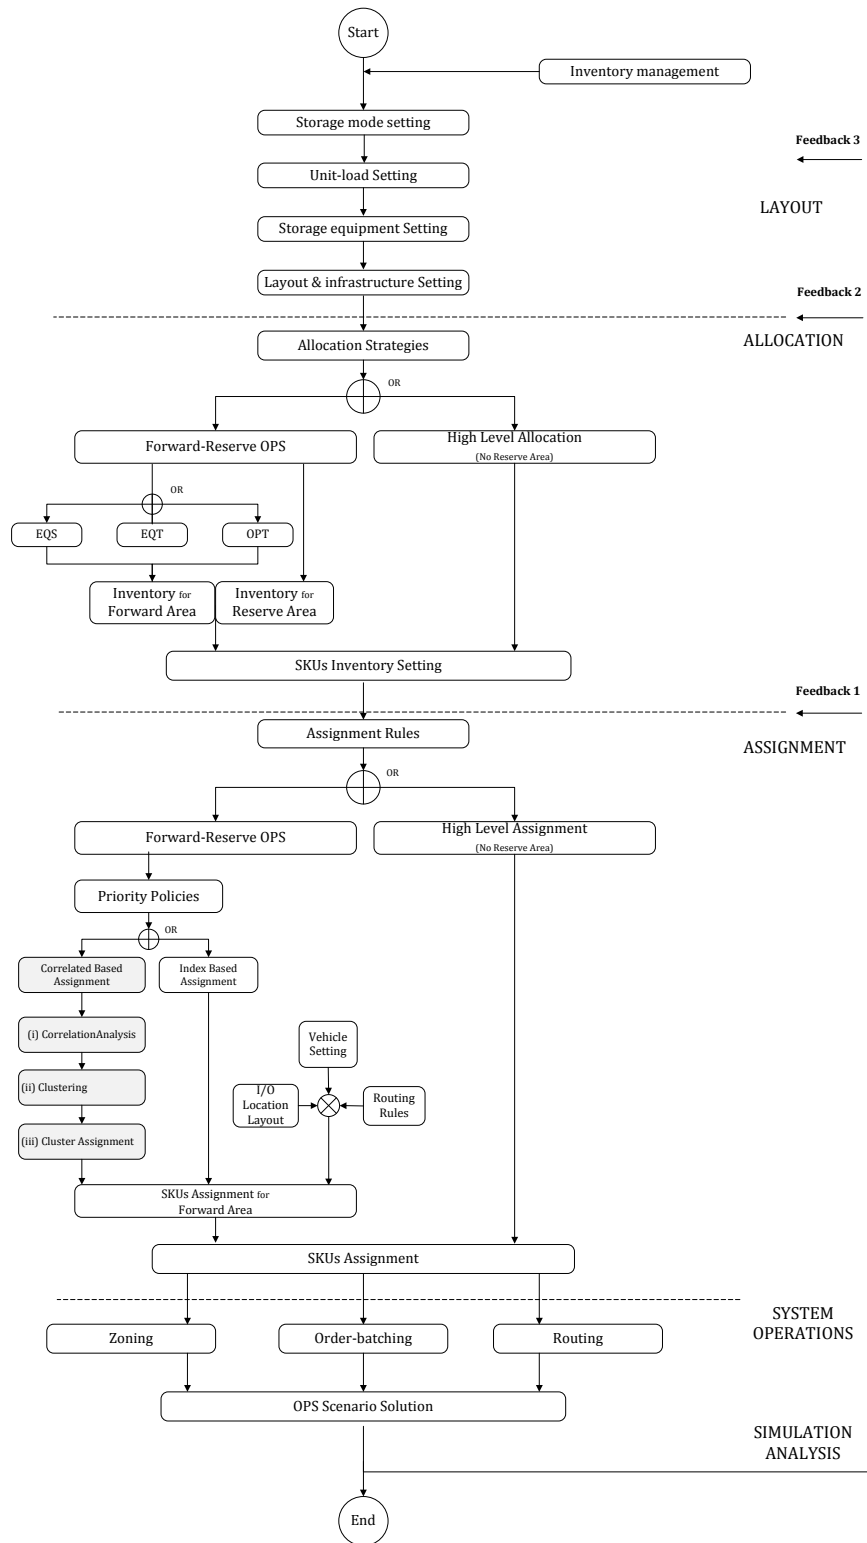 Start
Inventory management
Storage mode setting
Feedback 3
Unit-load Setting
LAYOUT
Storage equipment Setting
Layout & infrastructure Setting
Feedback 2
ALLOCATION
Allocation Strategies
OR
Forward-Reserve OPS
High Level Allocation
(No Reserve Area)
OR
EQS
EQT
OPT
Inventory for
Forward Area
Inventory for
Reserve Area
SKUs Inventory Setting
Feedback 1
Assignment Rules
ASSIGNMENT
OR
Forward-Reserve OPS
High Level Assignment
(No Reserve Area)
Priority Policies
OR
Correlated Based
Assignment
Index Based
Assignment
(i) CorrelationAnalysis
Vehicle
Setting
(ii) Clustering
I/O
Location
Layout
Routing
Rules
(iii) Cluster Assignment
SKUs Assignment for
Forward Area
SKUs Assignment
SYSTEM
OPERATIONS
Zoning
Order-batching
Routing
OPS Scenario Solution
SIMULATION
ANALYSIS
End